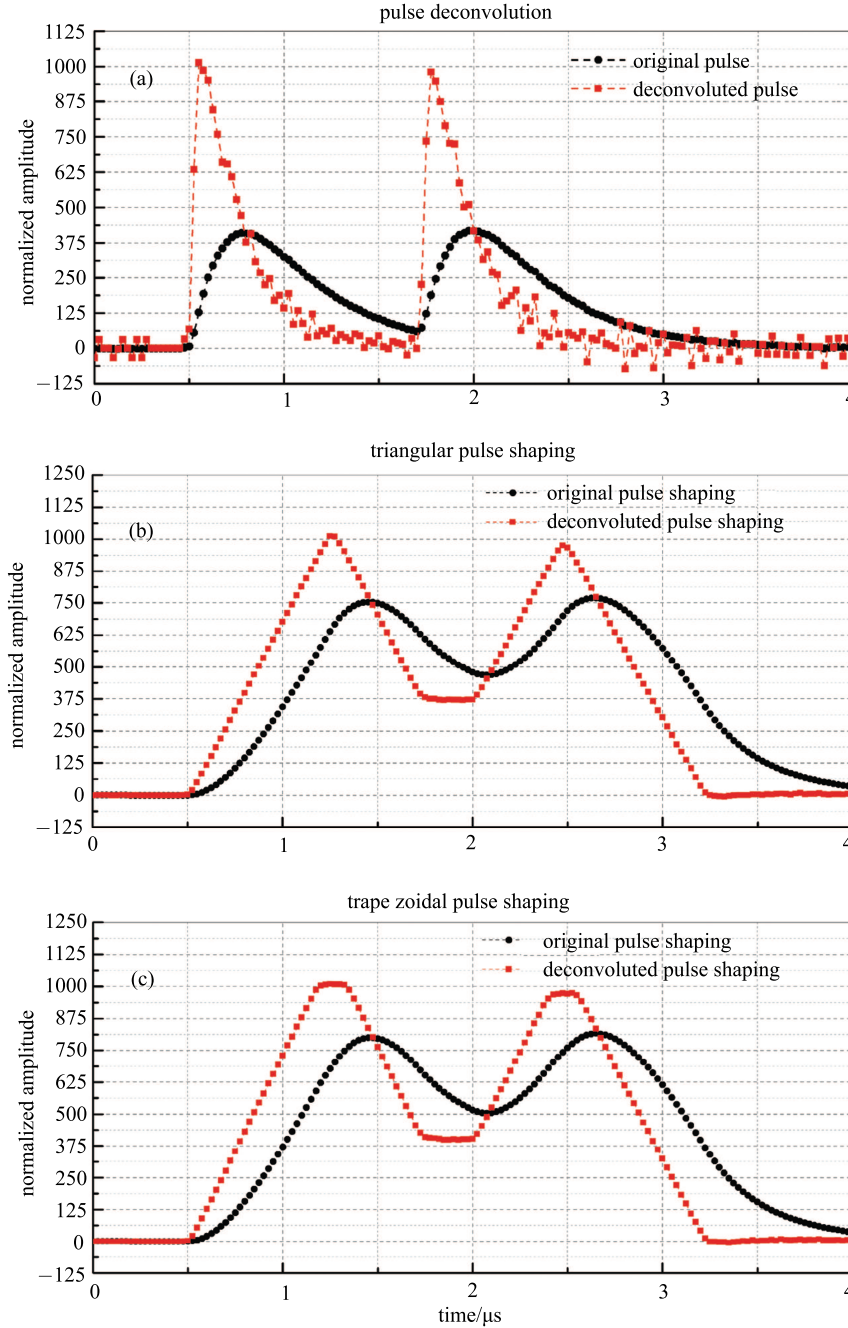 pulse deconvolution
1125
1000
875
750
625
500
375
250
125
0
−125
normalized amplitude
(a)
original pulse
deconvoluted pulse
0 1 2 3 4
triangular pulse shaping
1250
1125
1000
875
750
625
500
375
250
125
0
−125
normalized amplitude
(b)
original pulse shaping
deconvoluted pulse shaping
0 1 2 3 4
trape zoidal pulse shaping
1250
1125
1000
875
750
625
500
375
250
125
0
−125
normalized amplitude
(c)
original pulse shaping
deconvoluted pulse shaping
0 1 2 3 4
time/μs